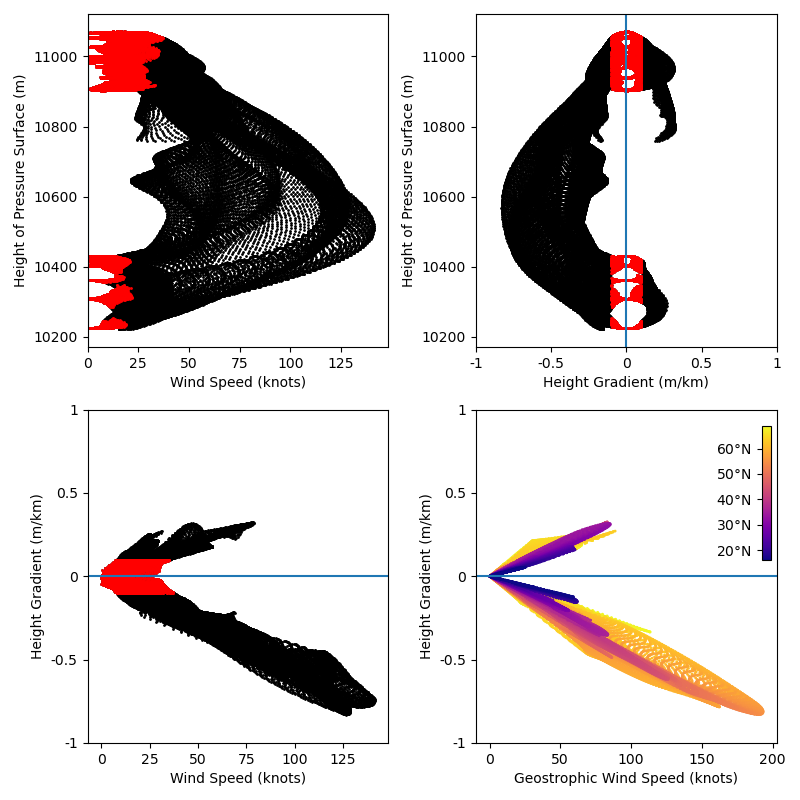 11000
10800
10600
10400
10200
Height of Pressure Surface (m)
0 25 50 75 100 125
Wind Speed (knots)
11000
10800
10600
10400
10200
Height of Pressure Surface (m)
-1 -0.5 0 0.5 1
Height Gradient (m/km)
1
0.5
0
-0.5
-1
Height Gradient (m/km)
0 25 50 75 100 125
Wind Speed (knots)
1
0.5
0
-0.5
-1
Height Gradient (m/km)
60°N
50°N
40°N
30°N
20°N
0 50 100 150 200
Geostrophic Wind Speed (knots)